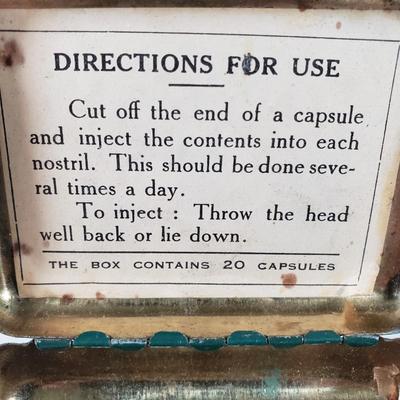 DIRECTIONS FOR USE
Cut off the end of a capsule
and inject the contents into each
nostril. This should be done seve-
ral times a day.
To inject : Throw the head
well back or lie down.
THE BOX CONTAINS 20 CAPSULES